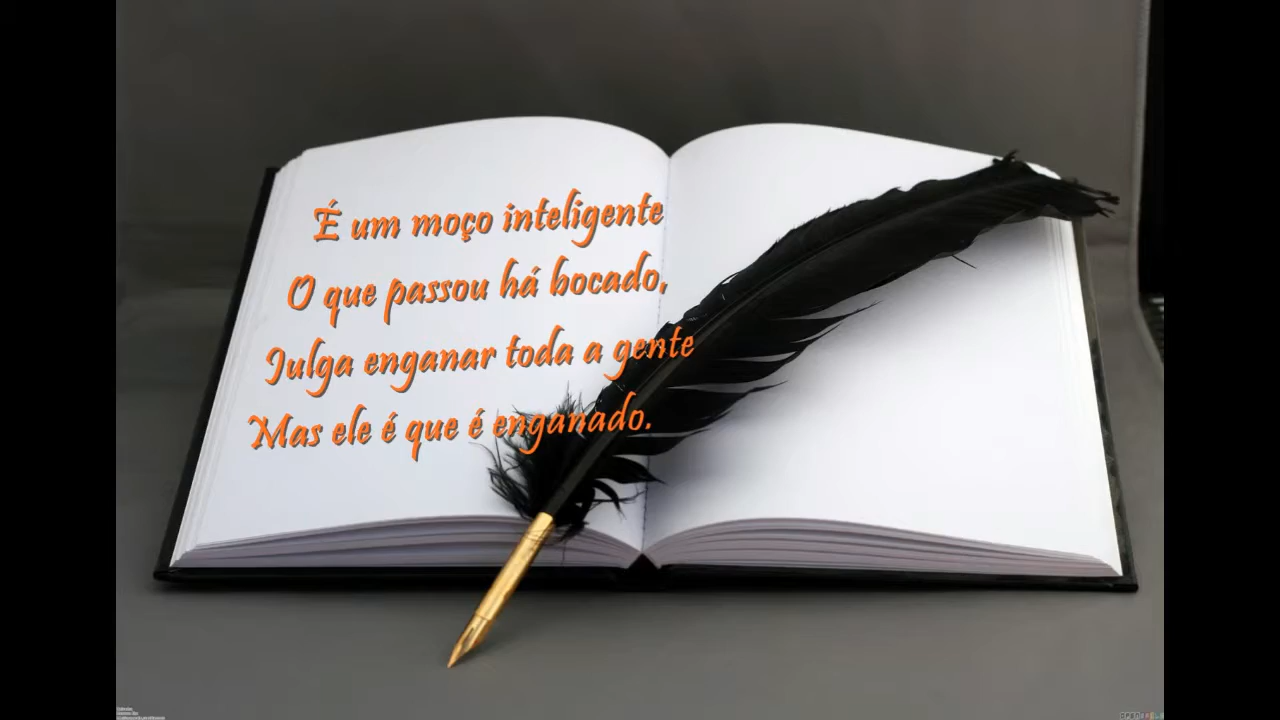 É um moço inteligente
O que passou há bocado,
Julga enganar toda a gente
Mas ele é que é enganado.